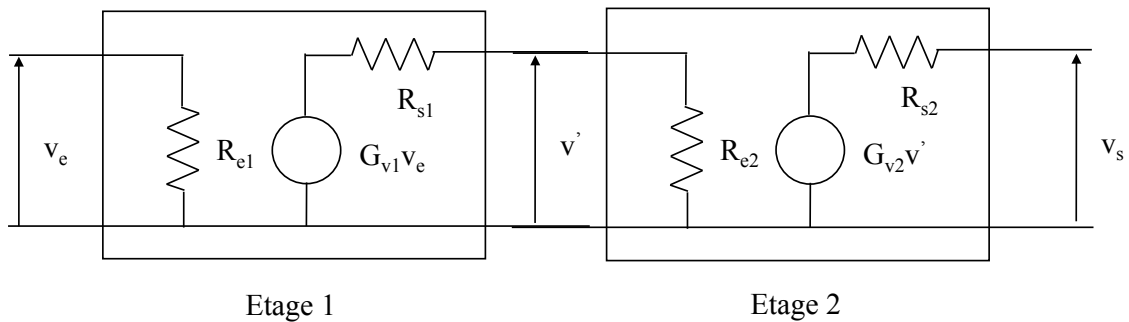 v_e
R_e1
G_v1v_e
R_s1
v'
R_e2
G_v2v'
R_s2
v_s
Etage 1
Etage 2